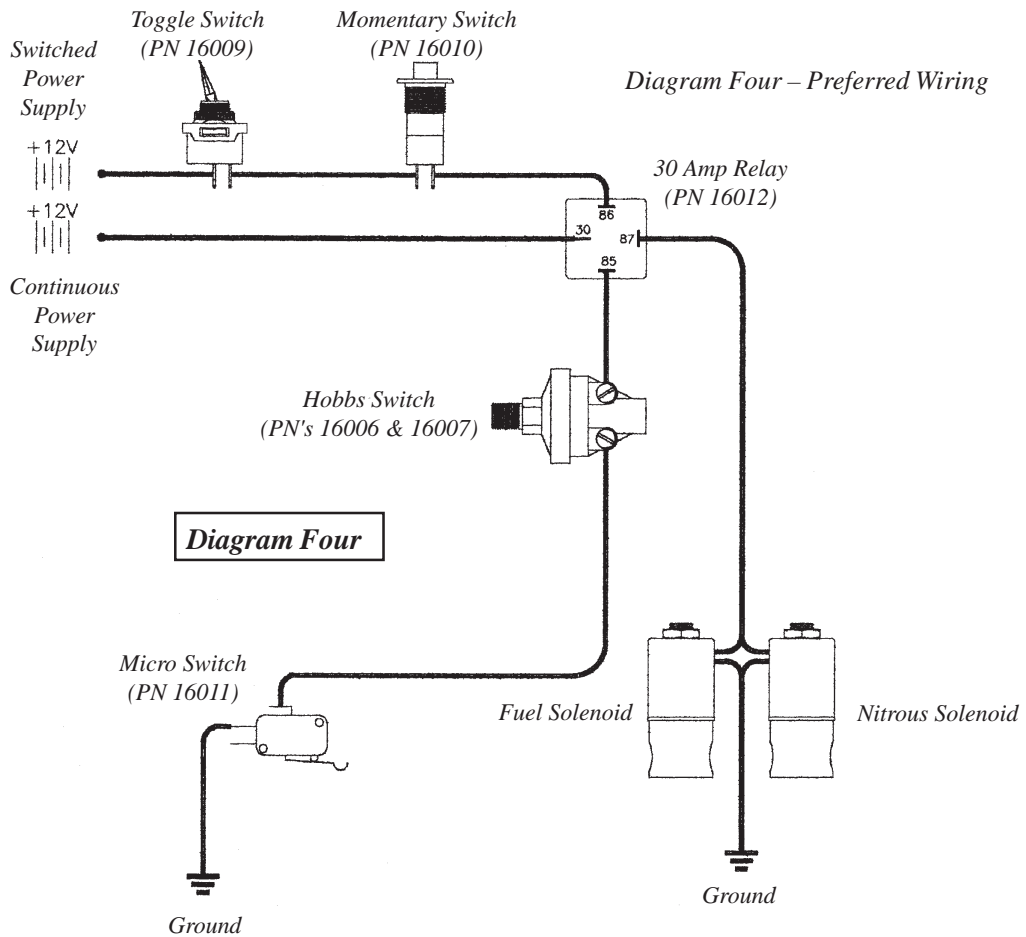 Toggle Switch
(PN 16009)
Momentary Switch
(PN 16010)
Switched
Power
Supply
Diagram Four – Preferred Wiring
+12V
30 Amp Relay
(PN 16012)
+12V
86
30
87
85
Continuous
Power
Supply
Hobbs Switch
(PN's 16006 & 16007)
Diagram Four
Micro Switch
(PN 16011)
Fuel Solenoid
Nitrous Solenoid
Ground
Ground